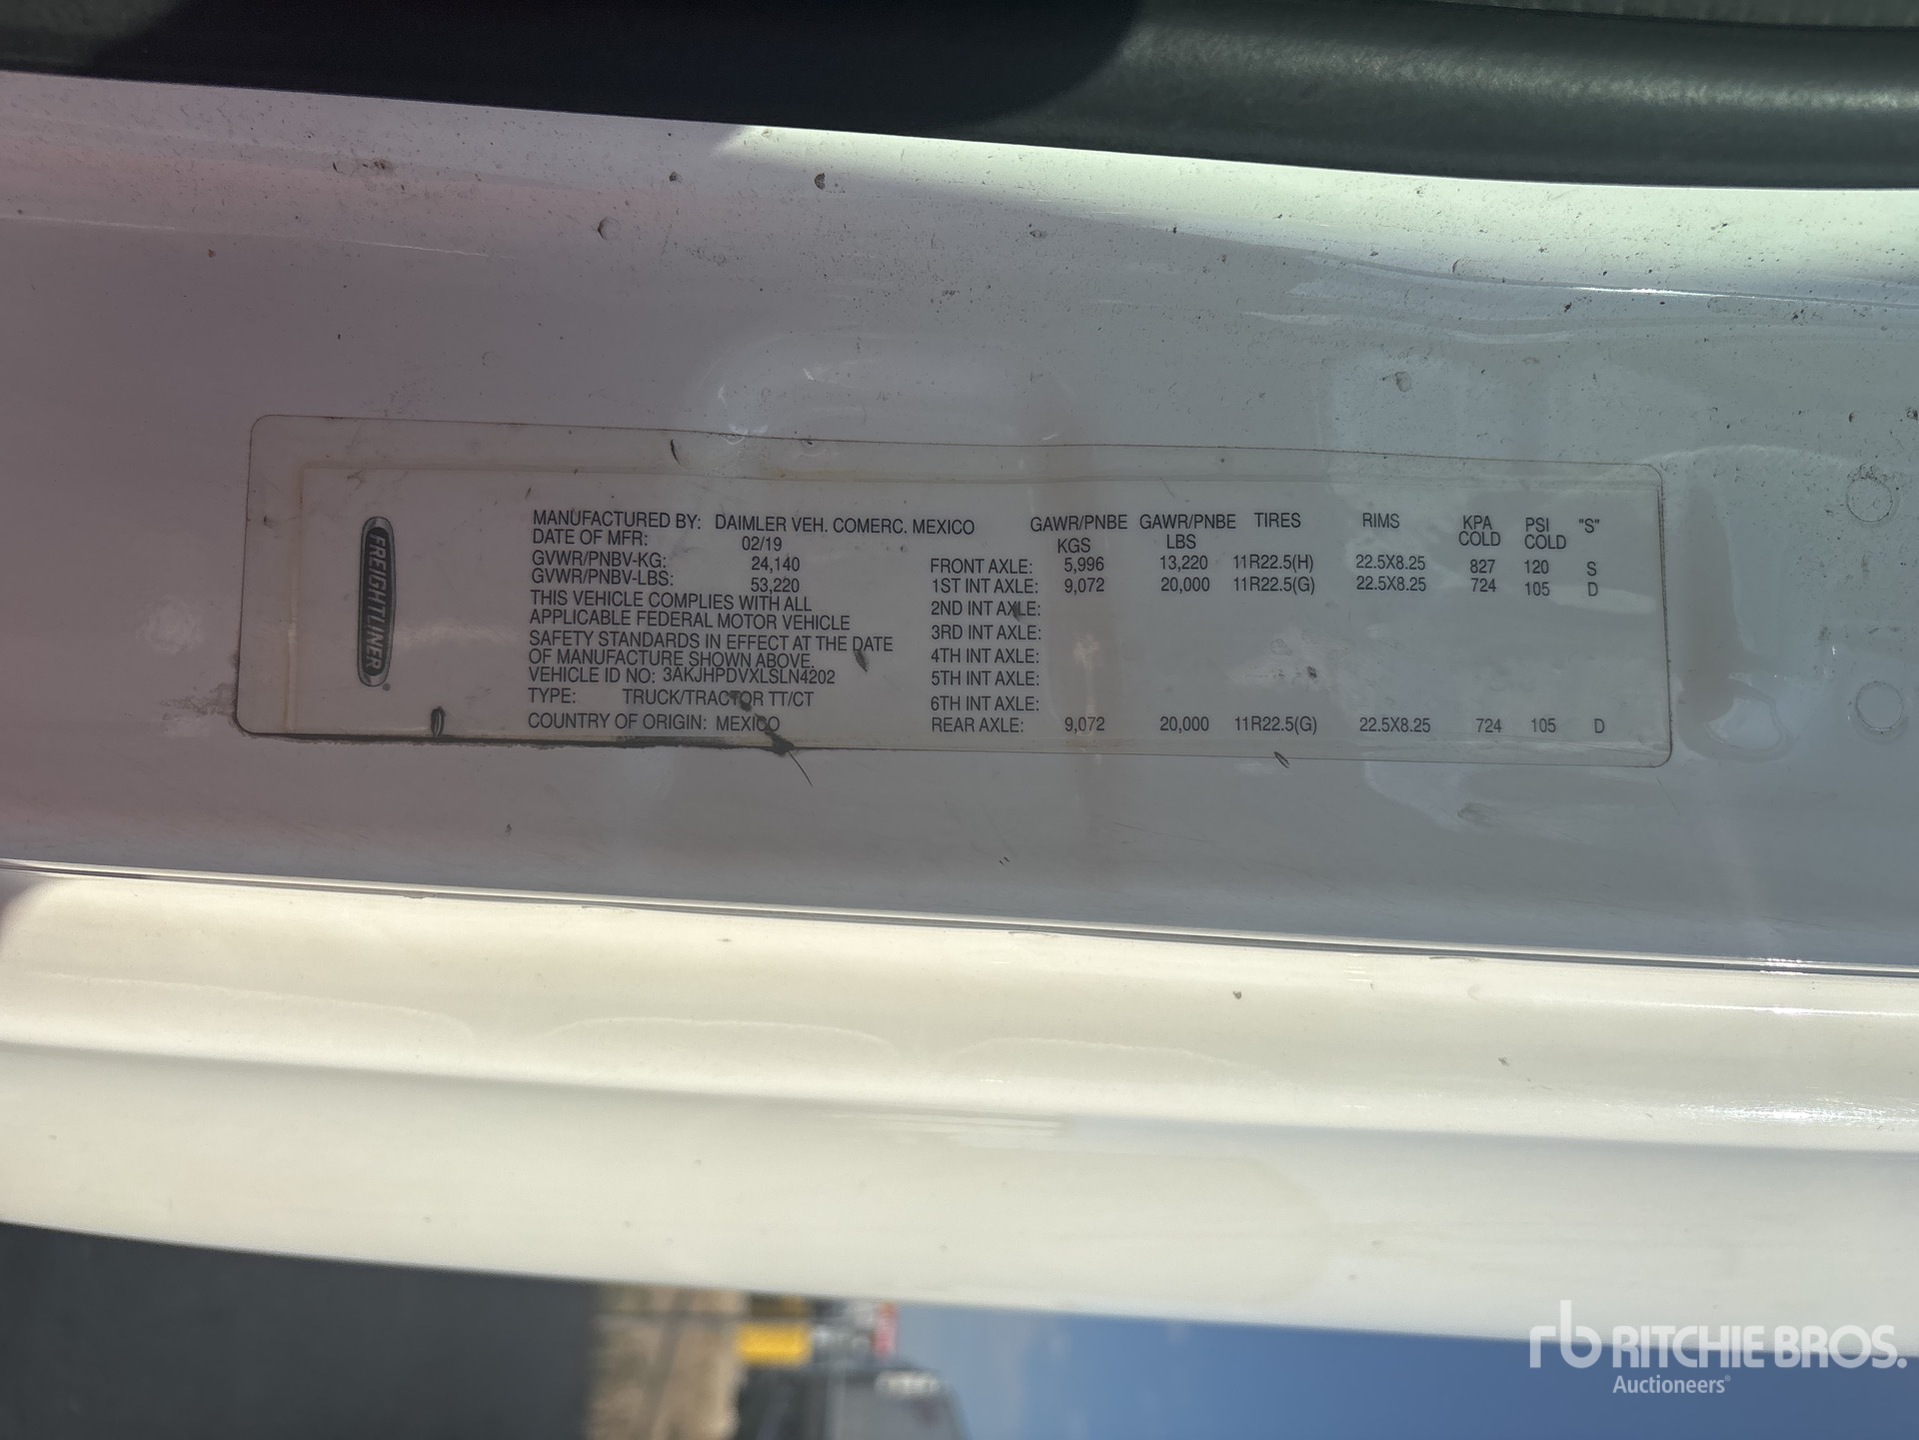 FREIGHTLINER
MANUFACTURED BY: DAIMLER VEH. COMERC. MEXICO
DATE OF MFR: 02/19
GVWR/PNBV-KG: 24,140
GVWR/PNBV-LBS: 53,220
THIS VEHICLE COMPLIES WITH ALL
APPLICABLE FEDERAL MOTOR VEHICLE
SAFETY STANDARDS IN EFFECT AT THE DATE
OF MANUFACTURE SHOWN ABOVE.
VEHICLE ID NO: 3AKJHPDVXLSLN4202
TYPE: TRUCK/TRACTOR TT/CT
COUNTRY OF ORIGIN: MEXICO
GAWR/PNBE GAWR/PNBE TIRES RIMS KPA PSI "S"
KGS LBS COLD COLD
FRONT AXLE: 5,996 13,220 11R22.5(H) 22.5X8.25 827 120 S
1ST INT AXLE: 9,072 20,000 11R22.5(G) 22.5X8.25 724 105 D
2ND INT AXLE:
3RD INT AXLE:
4TH INT AXLE:
5TH INT AXLE:
6TH INT AXLE:
REAR AXLE: 9,072 20,000 11R22.5(G) 22.5X8.25 724 105 D
rb RITCHIE BROS.
Auctioneers®